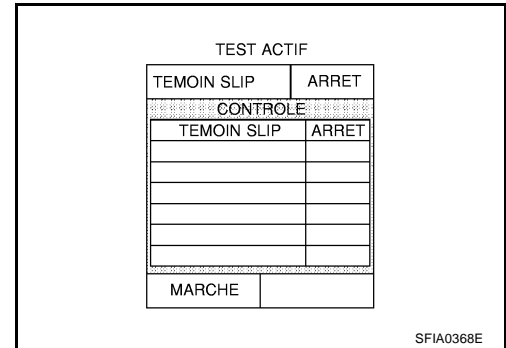 TEST ACTIF
TEMOIN SLIP ARRET
CONTROLE
TEMOIN SLIP ARRET
MARCHE
SFIA0368E